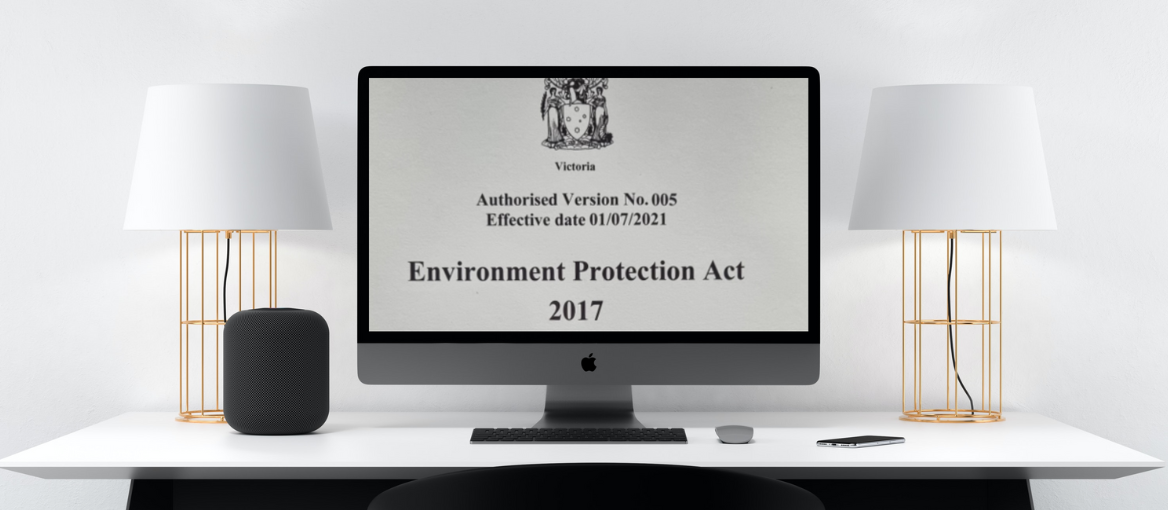 Victoria
Authorised Version No. 005
Effective date 01/07/2021
Environment Protection Act
2017